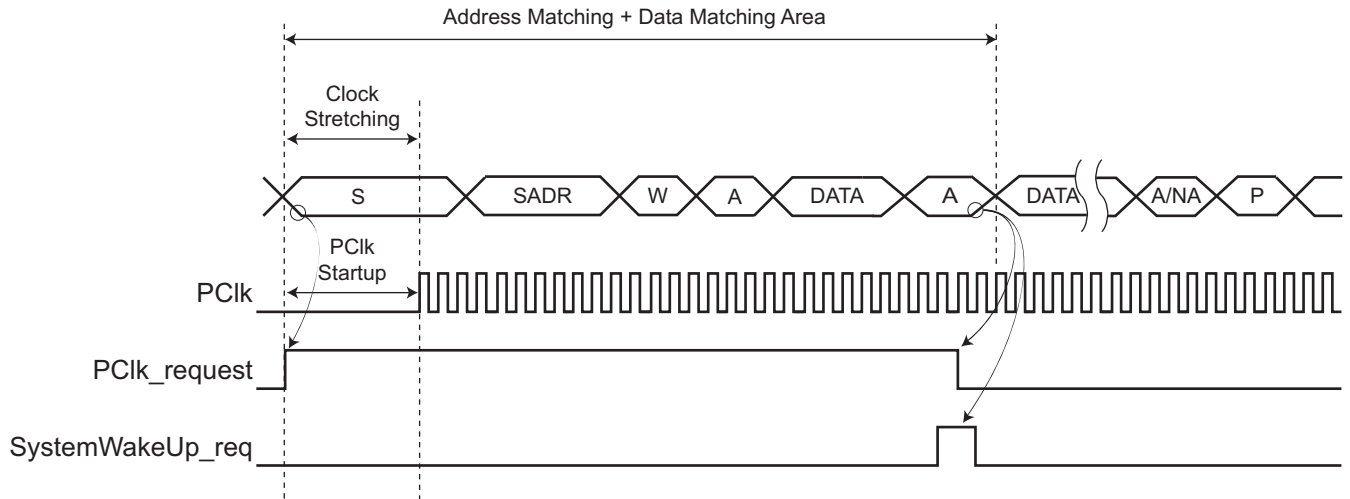 Address Matching + Data Matching Area
Clock
Stretching
S
SADR
W
A
DATA
A
DATA
A/NA
P
PClk
Startup
PClk
PClk_request
SystemWakeUp_req